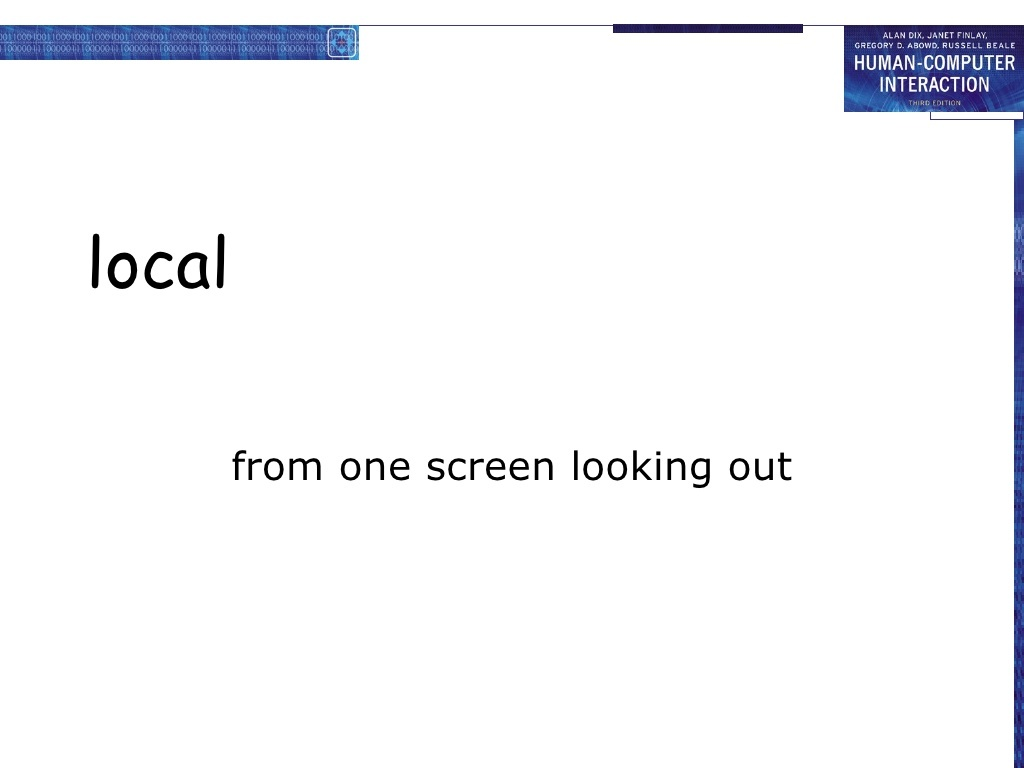 ALAN DIX, JANET FINLAY,
GREGORY D. ABOWD, RUSSELL BEALE
HUMAN-COMPUTER
INTERACTION
THIRD EDITION
local
from one screen looking out